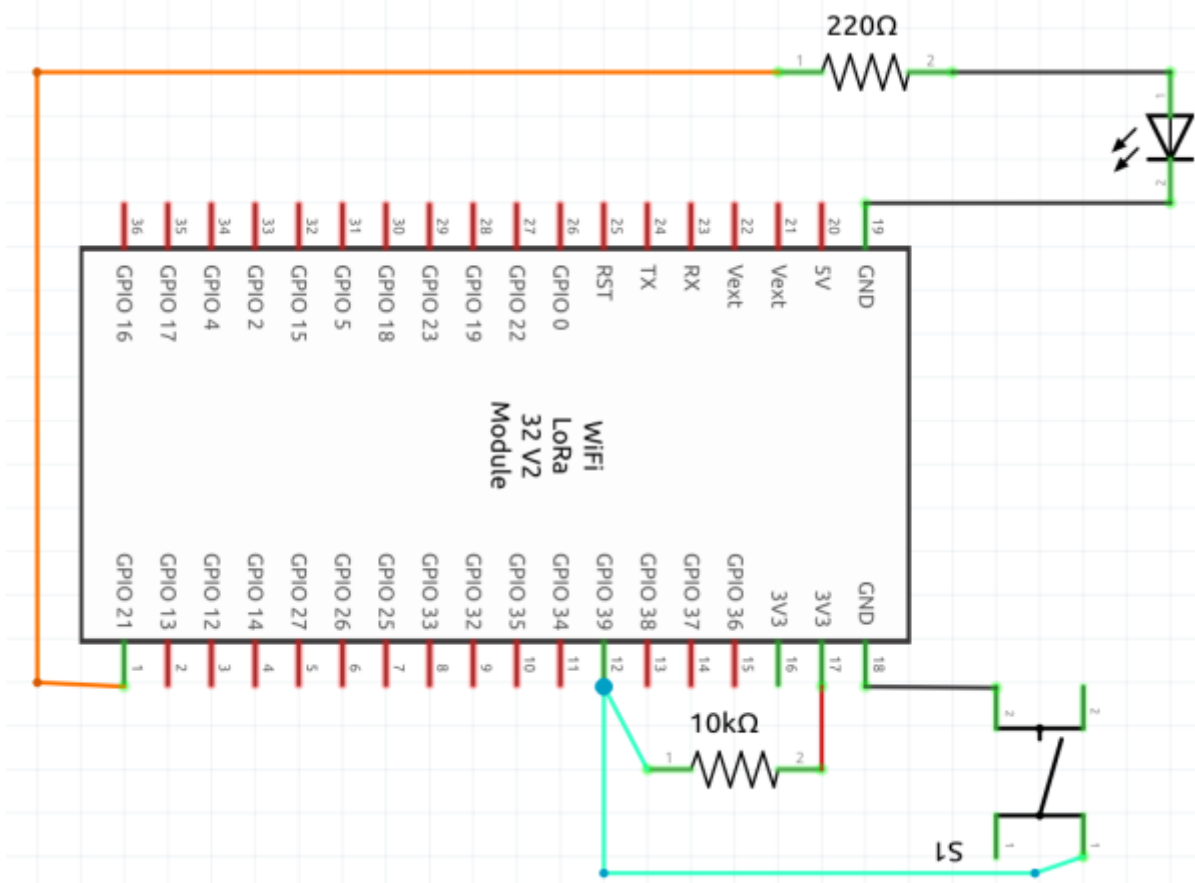 220Ω
1
2
1
2
36
35
34
33
32
31
30
29
28
27
26
25
24
23
22
21
20
19
GPIO 16
GPIO 17
GPIO 4
GPIO 2
GPIO 15
GPIO 5
GPIO 18
GPIO 23
GPIO 19
GPIO 22
GPIO 0
RST
TX
RX
Vext
Vext
5V
GND
WiFi
LoRa
32 V2
Module
GPIO 21
GPIO 13
GPIO 12
GPIO 14
GPIO 27
GPIO 26
GPIO 25
GPIO 33
GPIO 32
GPIO 35
GPIO 34
GPIO 39
GPIO 38
GPIO 37
GPIO 36
3V3
3V3
GND
1
2
3
4
5
6
7
8
9
10
11
12
13
14
15
16
17
18
10kΩ
1
2
2
2
S1
1
1